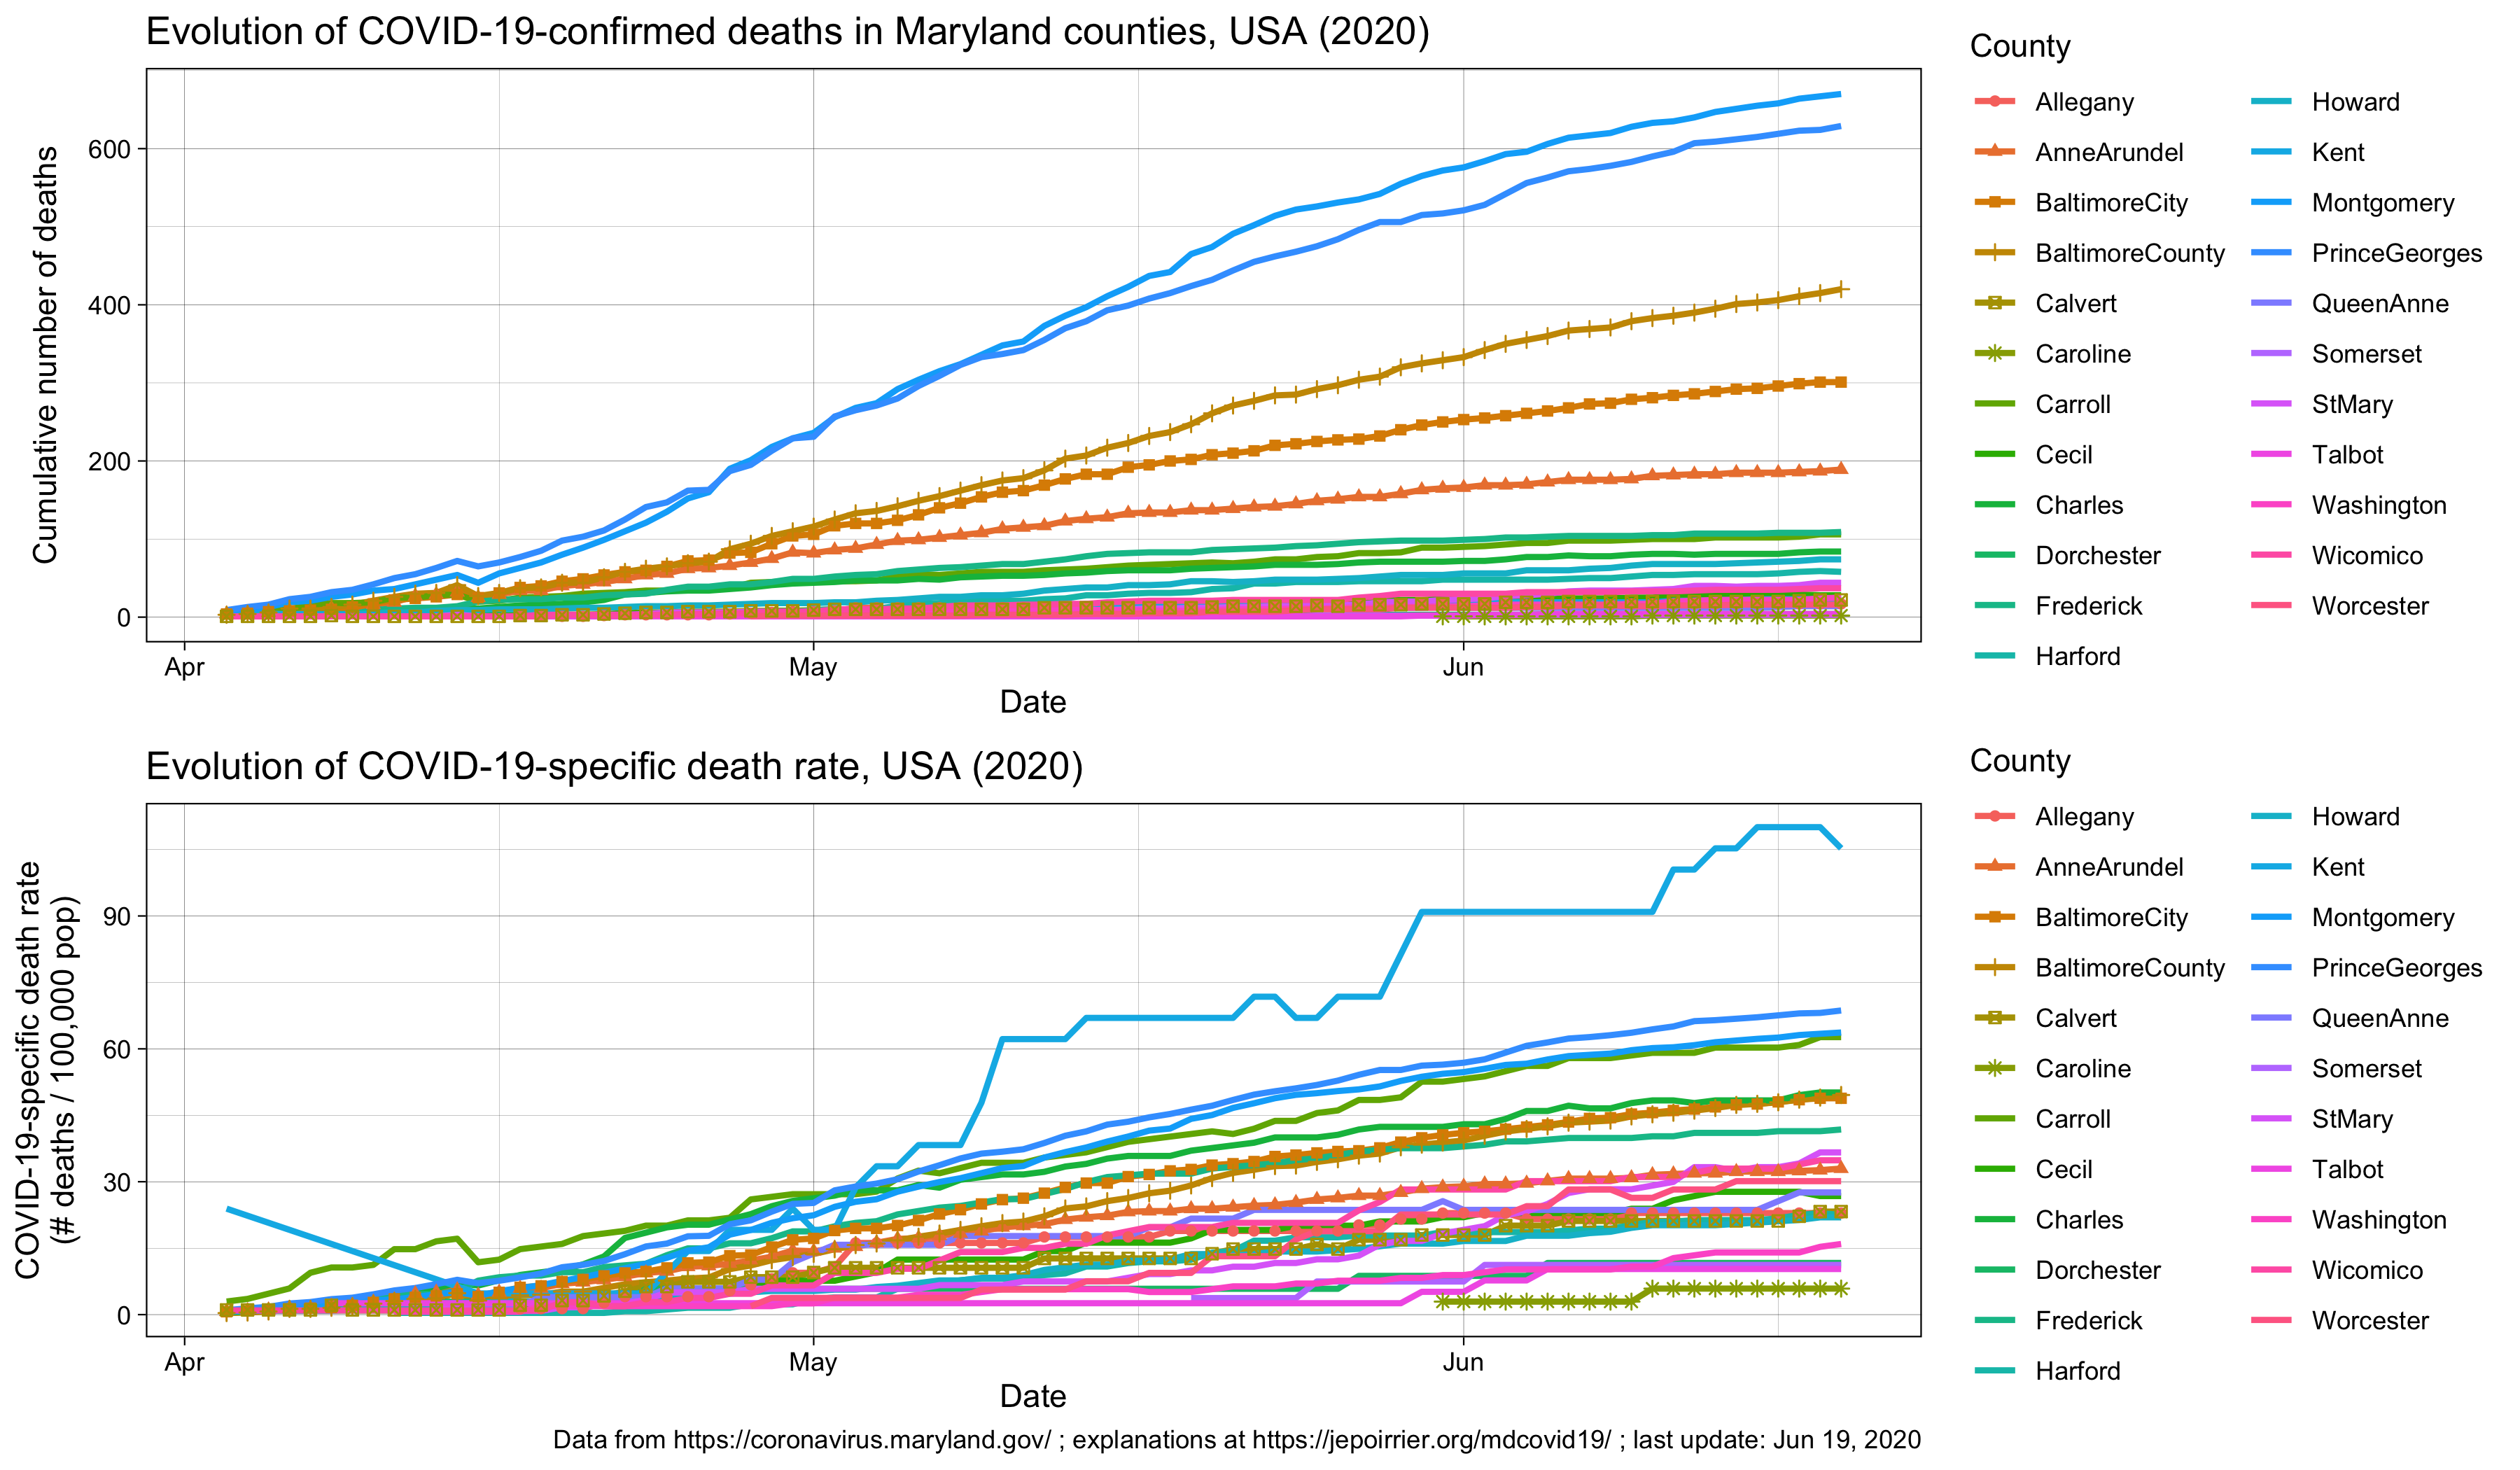 Evolution of COVID-19-confirmed deaths in Maryland counties, USA (2020)
Cumulative number of deaths
600
400
200
0
Apr
May
Jun
Date
County
Allegany
AnneArundel
BaltimoreCity
BaltimoreCounty
Calvert
Caroline
Carroll
Cecil
Charles
Dorchester
Frederick
Harford
Howard
Kent
Montgomery
PrinceGeorges
QueenAnne
Somerset
StMary
Talbot
Washington
Wicomico
Worcester
Evolution of COVID-19-specific death rate, USA (2020)
COVID-19-specific death rate
(# deaths / 100,000 pop)
90
60
30
0
Apr
May
Jun
Date
County
Allegany
AnneArundel
BaltimoreCity
BaltimoreCounty
Calvert
Caroline
Carroll
Cecil
Charles
Dorchester
Frederick
Harford
Howard
Kent
Montgomery
PrinceGeorges
QueenAnne
Somerset
StMary
Talbot
Washington
Wicomico
Worcester
Data from https://coronavirus.maryland.gov/ ; explanations at https://jepoirrier.org/mdcovid19/ ; last update: Jun 19, 2020